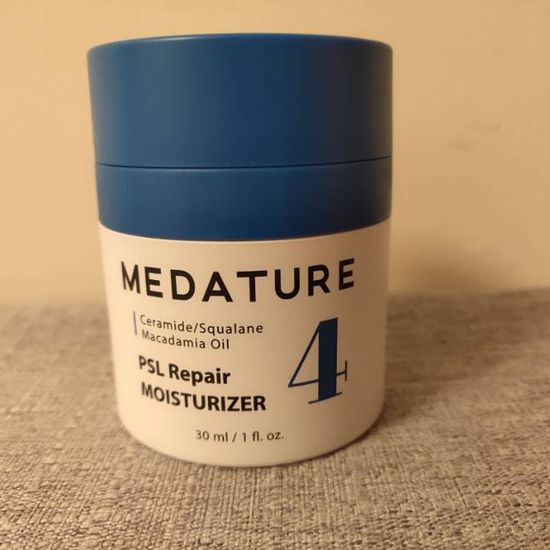 MEDATURE
Ceramide/Squalane
Macadamia Oil
PSL Repair
MOISTURIZER
4
30 ml / 1 fl. oz.